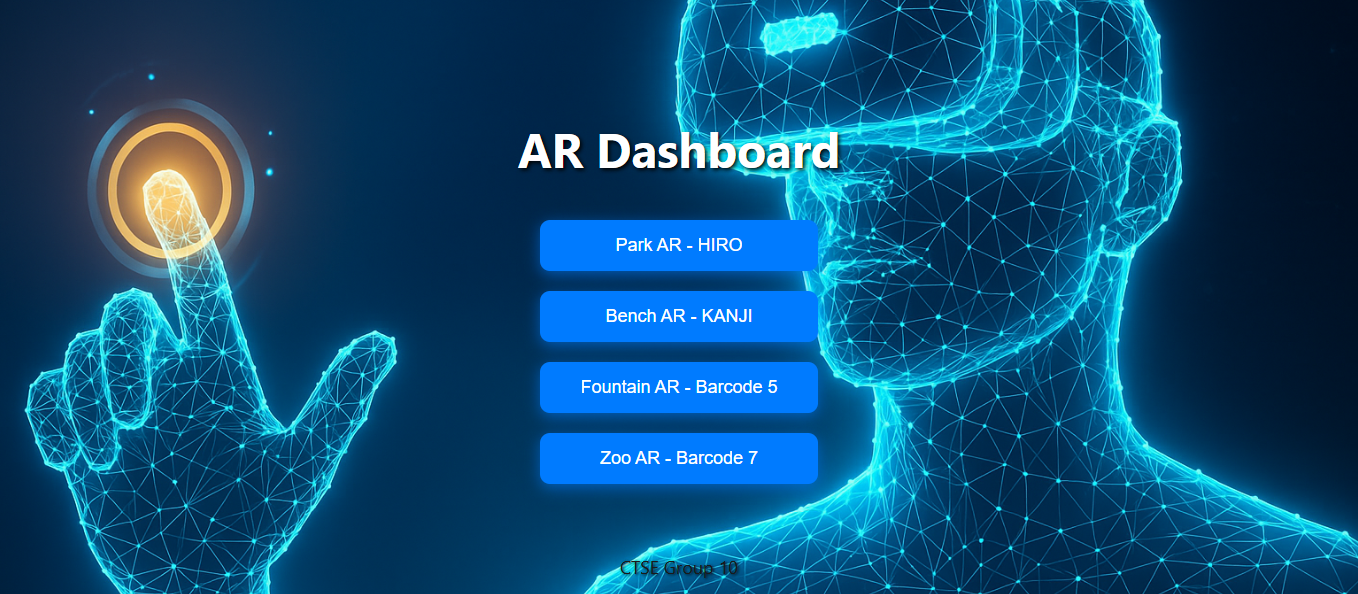 AR Dashboard
Park AR - HIRO
Bench AR - KANJI
Fountain AR - Barcode 5
Zoo AR - Barcode 7
CTSE Group 10